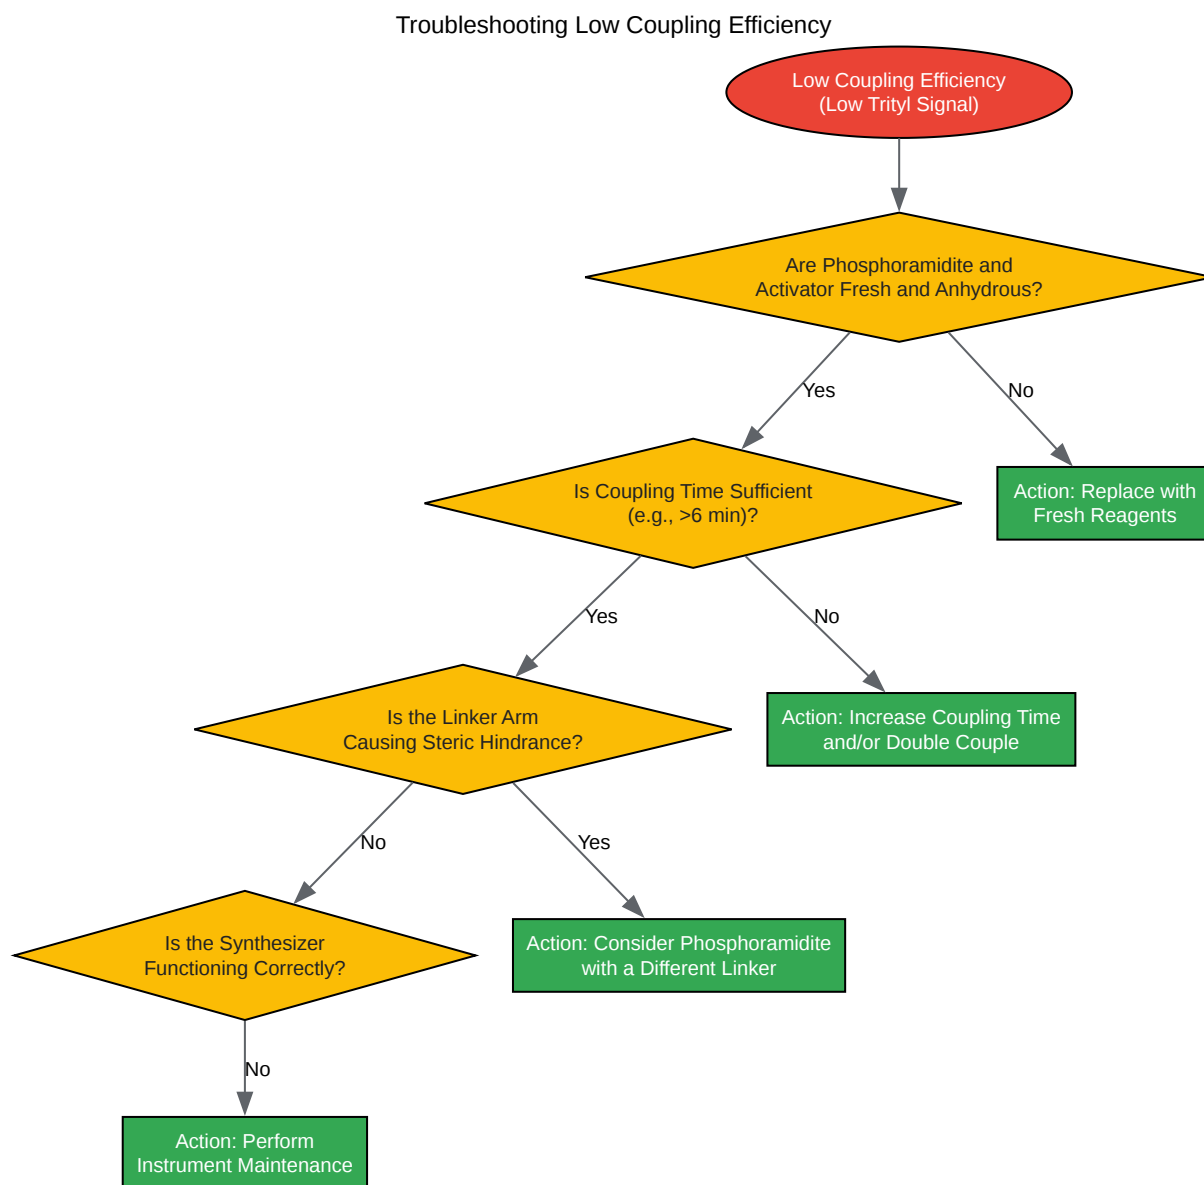 Troubleshooting Low Coupling Efficiency
Low Coupling Efficiency
(Low Trityl Signal)
Are Phosphoramidite and
Activator Fresh and Anhydrous?
Yes
No
Is Coupling Time Sufficient
(e.g., >6 min)?
Action: Replace with
Fresh Reagents
Yes
No
Is the Linker Arm
Causing Steric Hindrance?
Action: Increase Coupling Time
and/or Double Couple
No
Yes
Is the Synthesizer
Functioning Correctly?
Action: Consider Phosphoramidite
with a Different Linker
No
Action: Perform
Instrument Maintenance